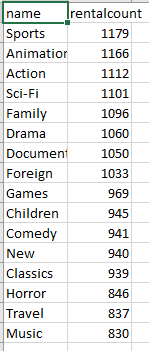 name rentalcount
Sports 1179
Animation 1166
Action 1112
Sci-Fi 1101
Family 1096
Drama 1060
Document 1050
Foreign 1033
Games 969
Children 945
Comedy 941
New 940
Classics 939
Horror 846
Travel 837
Music 830